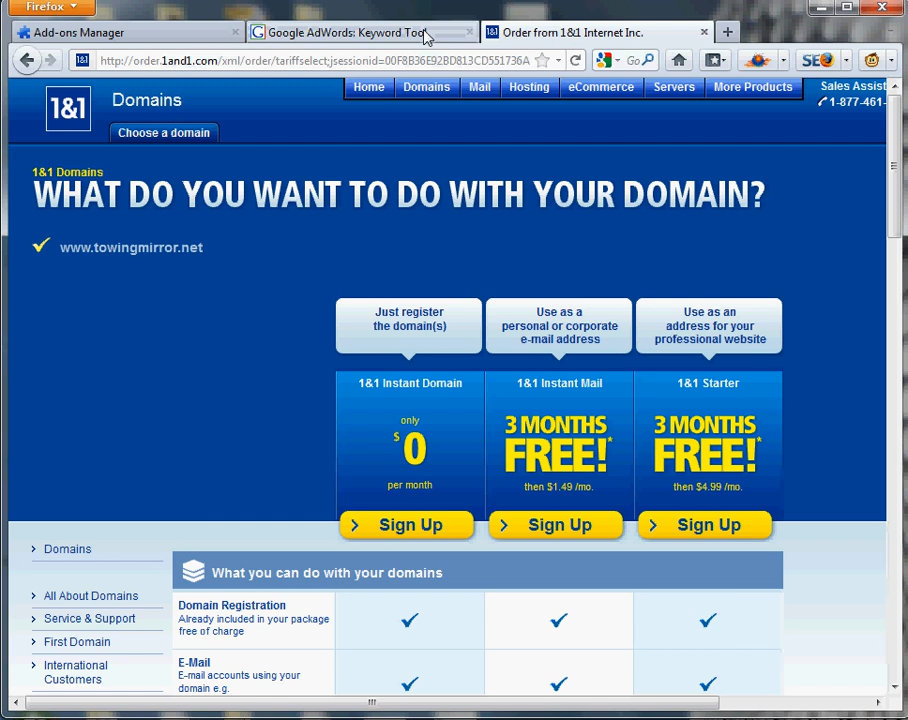 Firefox
Add-ons Manager
Google AdWords: Keyword Tool
Order from 1&1 Internet Inc.
http://order.1and1.com/xml/order/tariffselect;jsessionid=00F8B36E92BD813CD551736A
Go
SEO
1&1
Domains
Choose a domain
Home
Domains
Mail
Hosting
eCommerce
Servers
More Products
Sales Assist
1-877-461-
1&1 Domains
WHAT DO YOU WANT TO DO WITH YOUR DOMAIN?
www.towingmirror.net
Just register
the domain(s)
Use as a
personal or corporate
e-mail address
Use as an
address for your
professional website
1&1 Instant Domain
only
$0
per month
Sign Up
1&1 Instant Mail
3 MONTHS
FREE!*
then $1.49 /mo.
Sign Up
1&1 Starter
3 MONTHS
FREE!*
then $4.99 /mo.
Sign Up
Domains
All About Domains
Service & Support
First Domain
International
Customers
What you can do with your domains
Domain Registration
Already included in your package
free of charge
E-Mail
E-mail accounts using your
domain e.g.